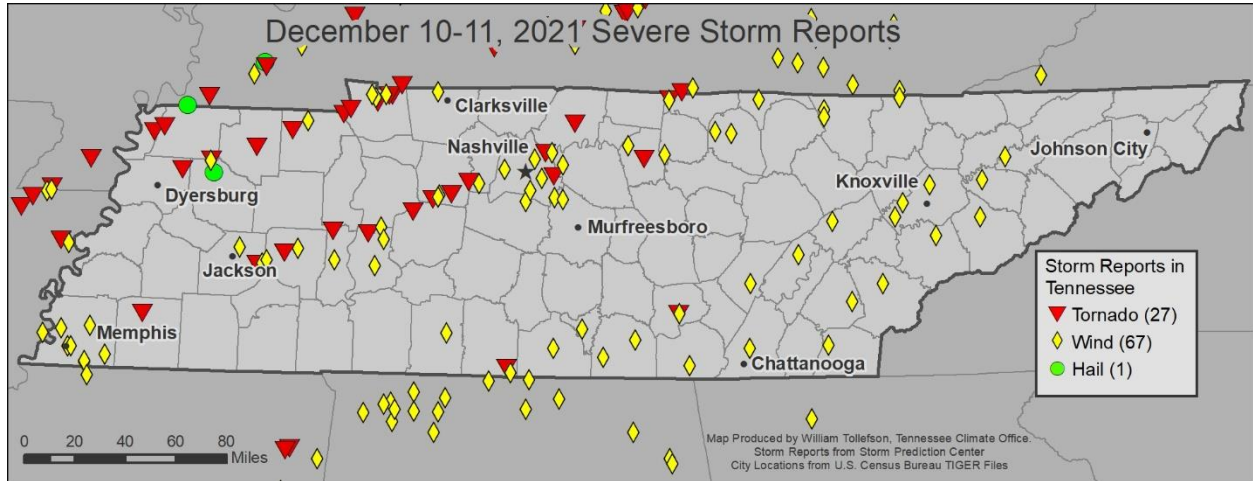 December 10-11, 2021 Severe Storm Reports
Clarksville
Nashville
Johnson City
Knoxville
Dyersburg
Murfreesboro
Jackson
Memphis
Chattanooga
Storm Reports in
Tennessee
Tornado (27)
Wind (67)
Hail (1)
0 20 40 60 80
Miles
Map Produced by William Tollefson, Tennessee Climate Office.
Storm Reports from Storm Prediction Center
City Locations from U.S. Census Bureau TIGER Files